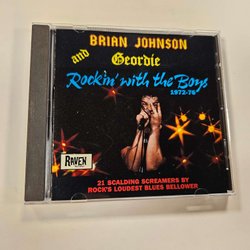 BRIAN JOHNSON
and
Geordie
Rockin' with the Boys
1972-76
RAVEN
21 SCALDING SCREAMERS BY
ROCK'S LOUDEST BLUES BELLOWER